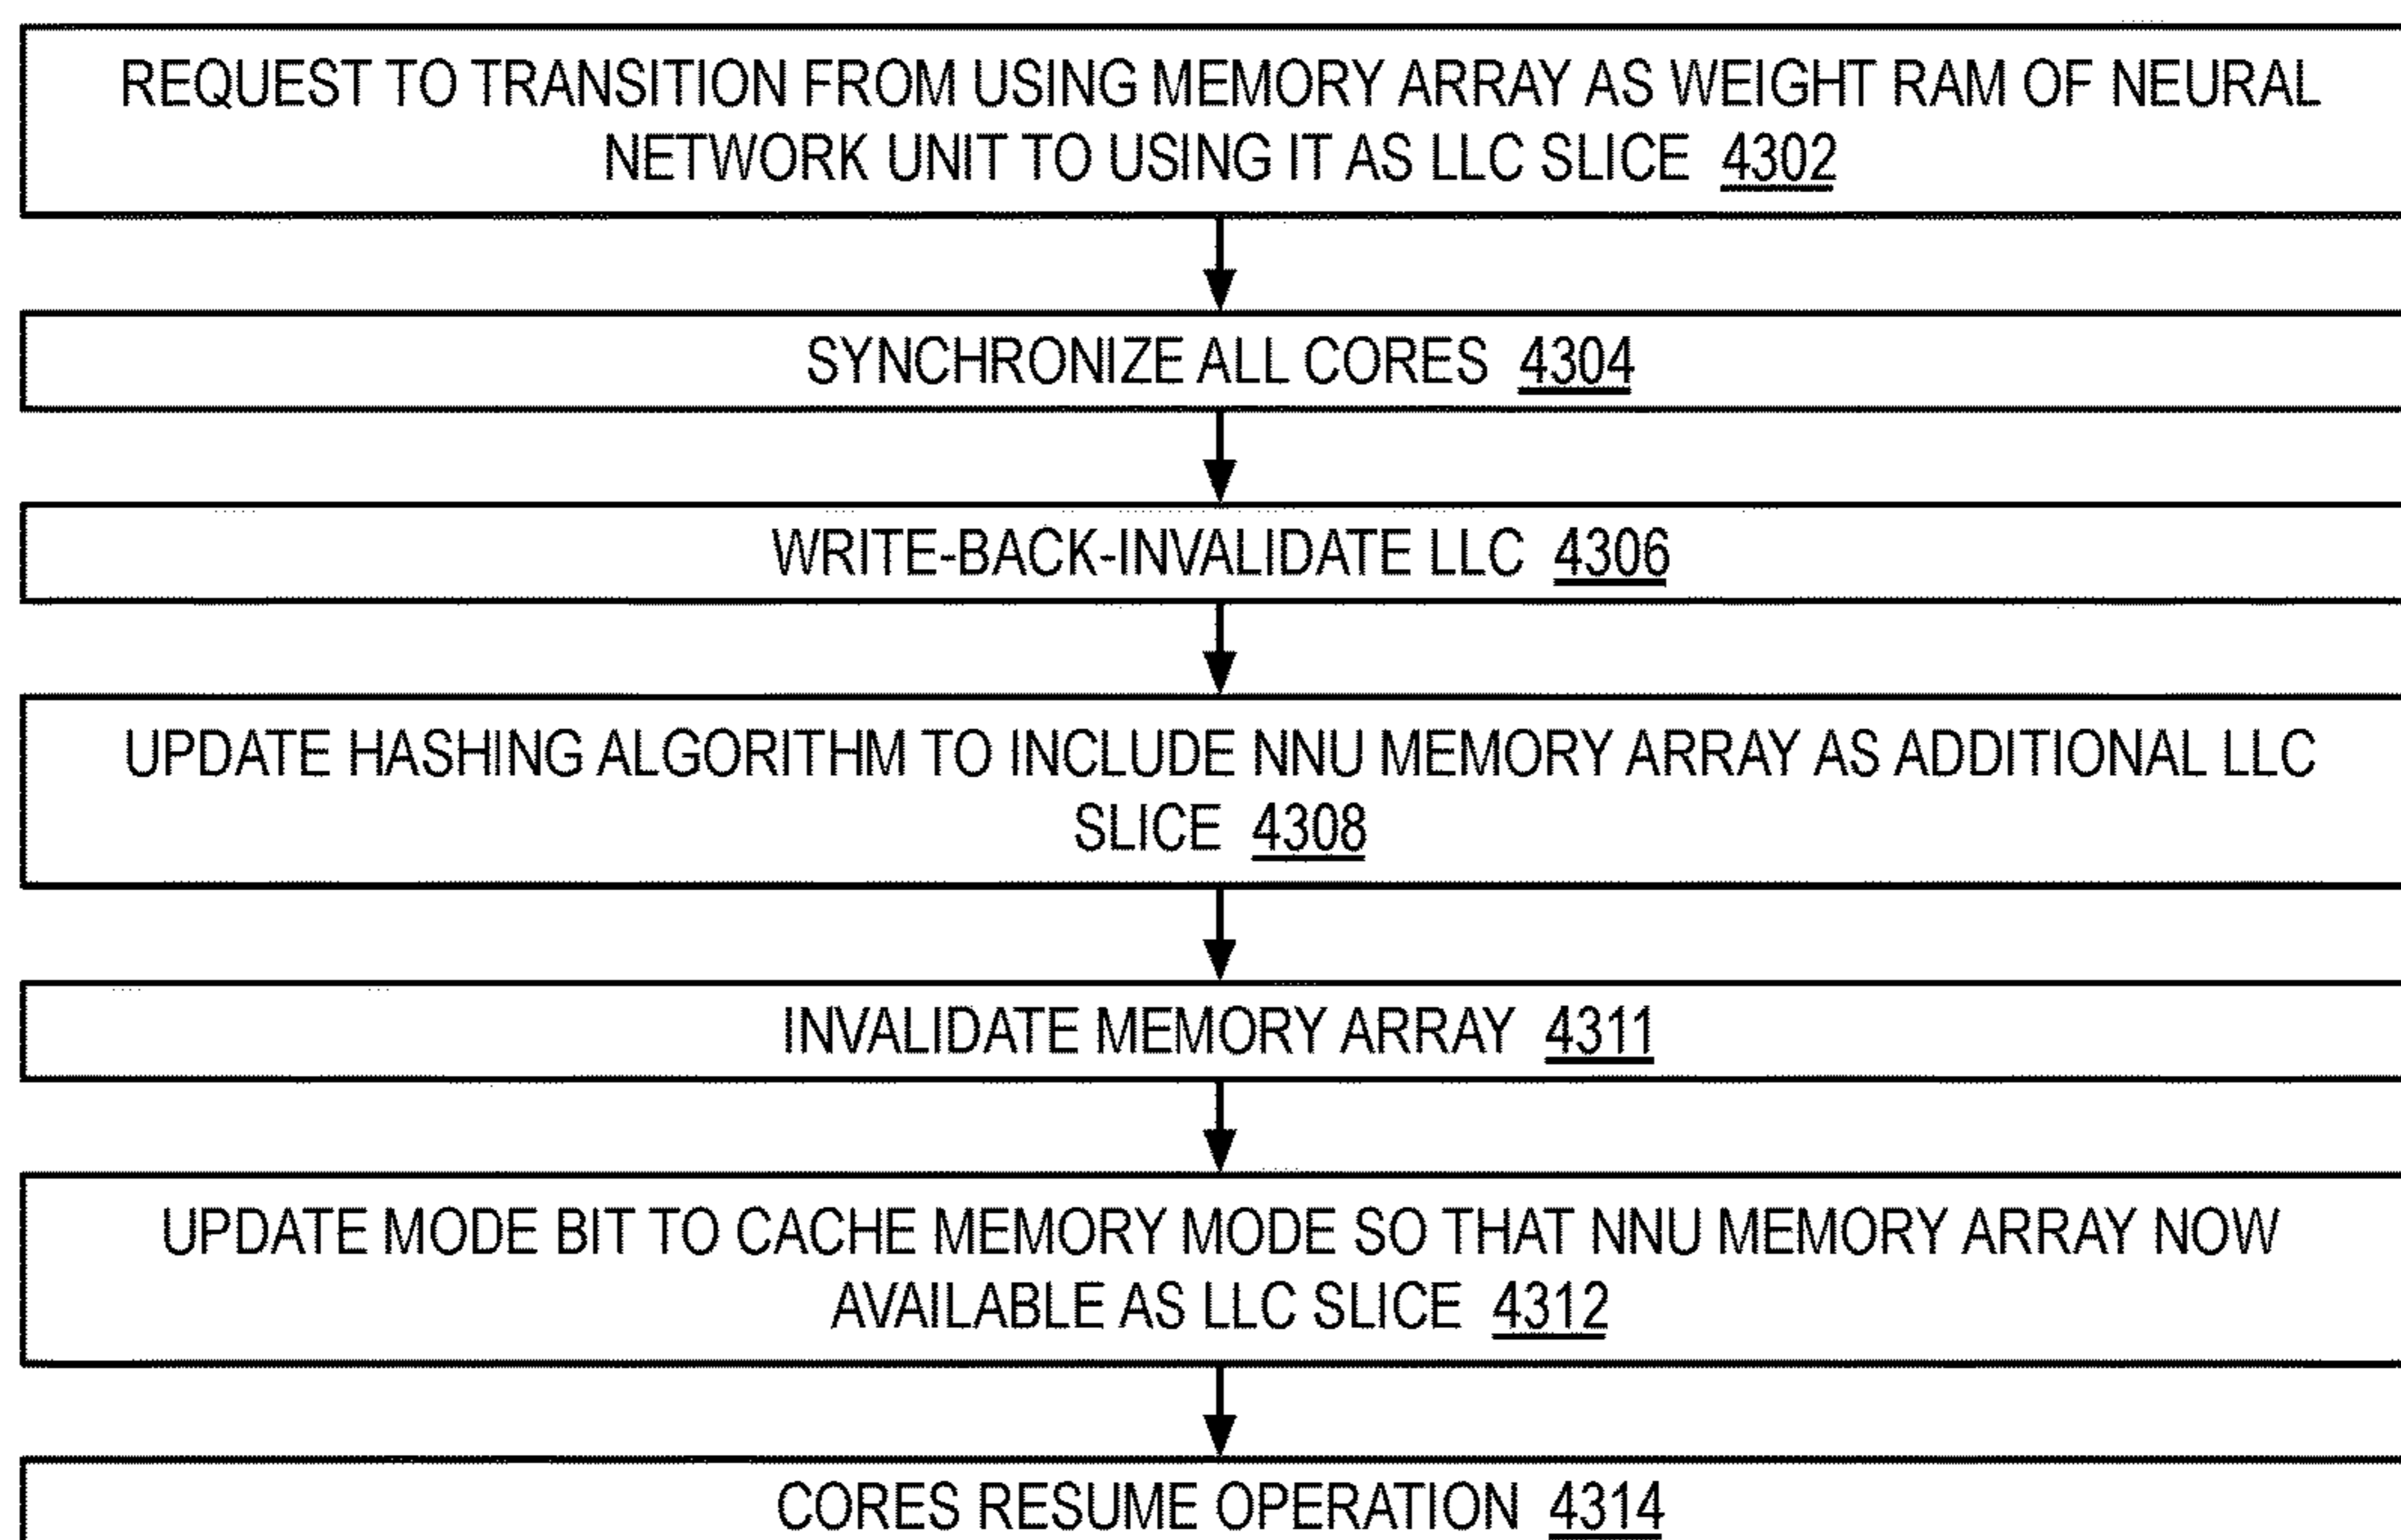 REQUEST TO TRANSITION FROM USING MEMORY ARRAY AS WEIGHT RAM OF NEURAL
NETWORK UNIT TO USING IT AS LLC SLICE 4302
SYNCHRONIZE ALL CORES 4304
WRITE-BACK-INVALIDATE LLC 4306
UPDATE HASHING ALGORITHM TO INCLUDE NNU MEMORY ARRAY AS ADDITIONAL LLC
SLICE 4308
INVALIDATE MEMORY ARRAY 4311
UPDATE MODE BIT TO CACHE MEMORY MODE SO THAT NNU MEMORY ARRAY NOW
AVAILABLE AS LLC SLICE 4312
CORES RESUME OPERATION 4314